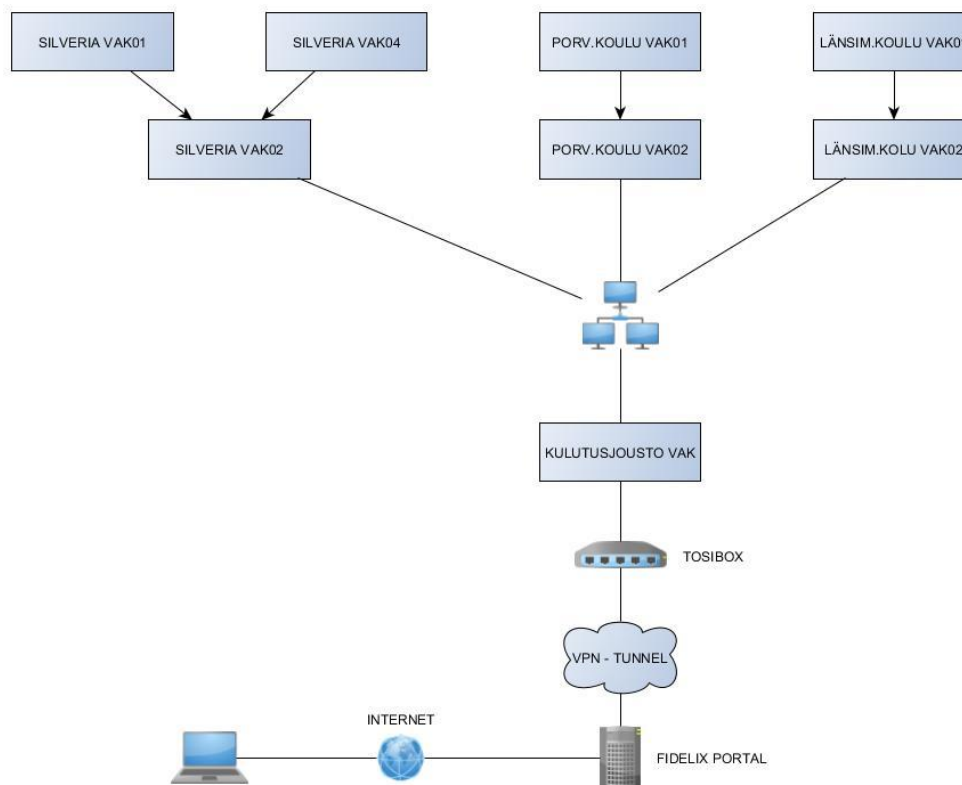 SILVERIA VAK01
SILVERIA VAK04
PORV.KOULU VAK01
LÄNSIM.KOULU
SILVERIA VAK02
PORV.KOULU VAK02
LÄNSIM.KOLU VAK02
KULUTUSJOUSTO VAK
TOSIBOX
VPN - TUNNEL
INTERNET
FIDELIX PORTAL